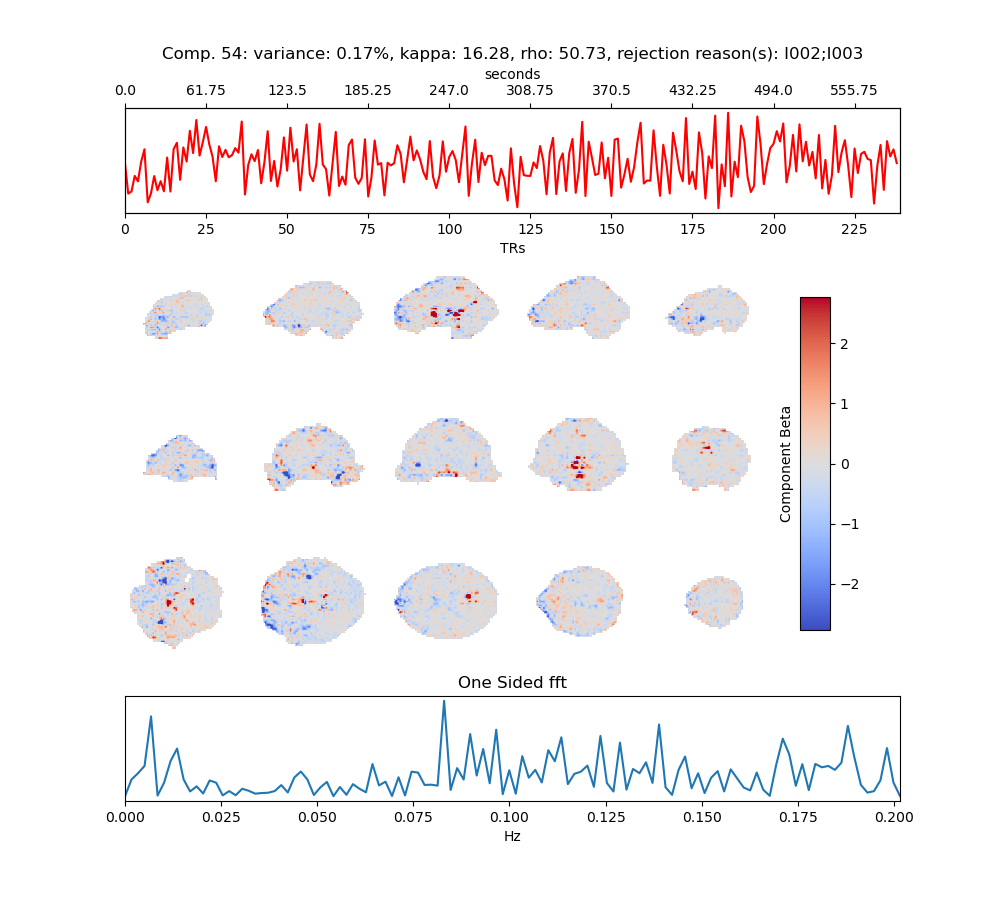 Comp. 54: variance: 0.17%, kappa: 16.28, rho: 50.73, rejection reason(s): I002;I003
seconds
0.0 61.75 123.5 185.25 247.0 308.75 370.5 432.25 494.0 555.75
0 25 50 75 100 125 150 175 200 225
TRs
2
1
0
−1
−2
Component Beta
One Sided fft
0.000 0.025 0.050 0.075 0.100 0.125 0.150 0.175 0.200
Hz